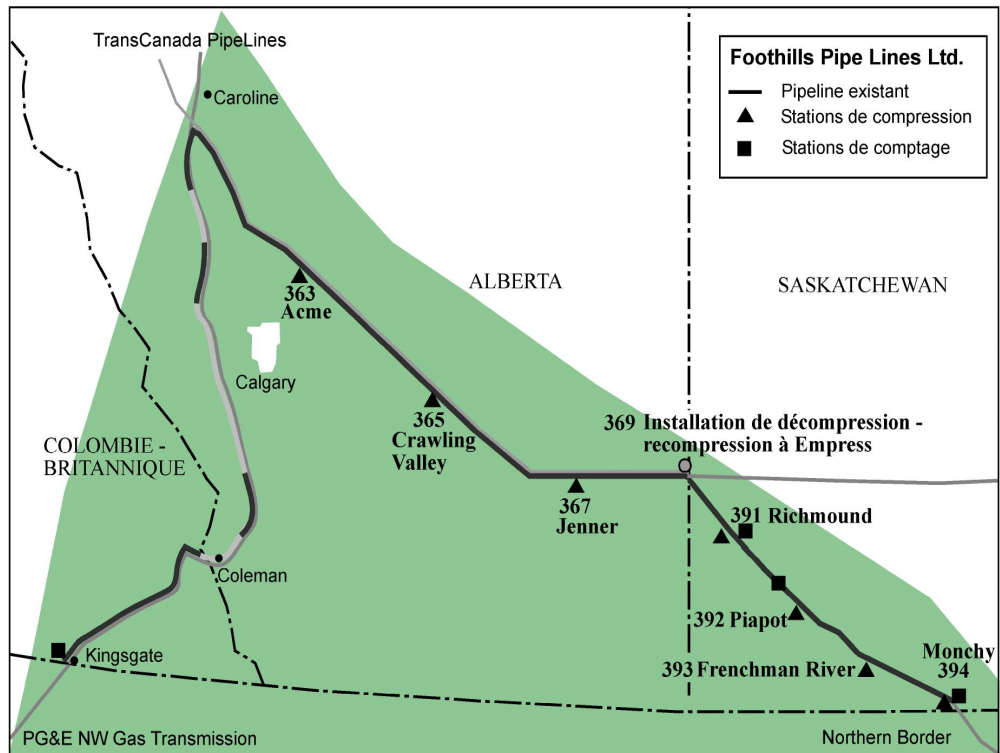 TransCanada PipeLines
Caroline
Foothills Pipe Lines Ltd.
Pipeline existant
Stations de compression
Stations de comptage
ALBERTA
SASKATCHEWAN
363
Acme
Calgary
365
Crawling
Valley
369 Installation de décompression -
recompression à Empress
COLOMBIE -
BRITANNIQUE
367
Jenner
391 Richmound
Coleman
392 Piapot
393 Frenchman River
Monchy
394
Kingsgate
PG&E NW Gas Transmission
Northern Border